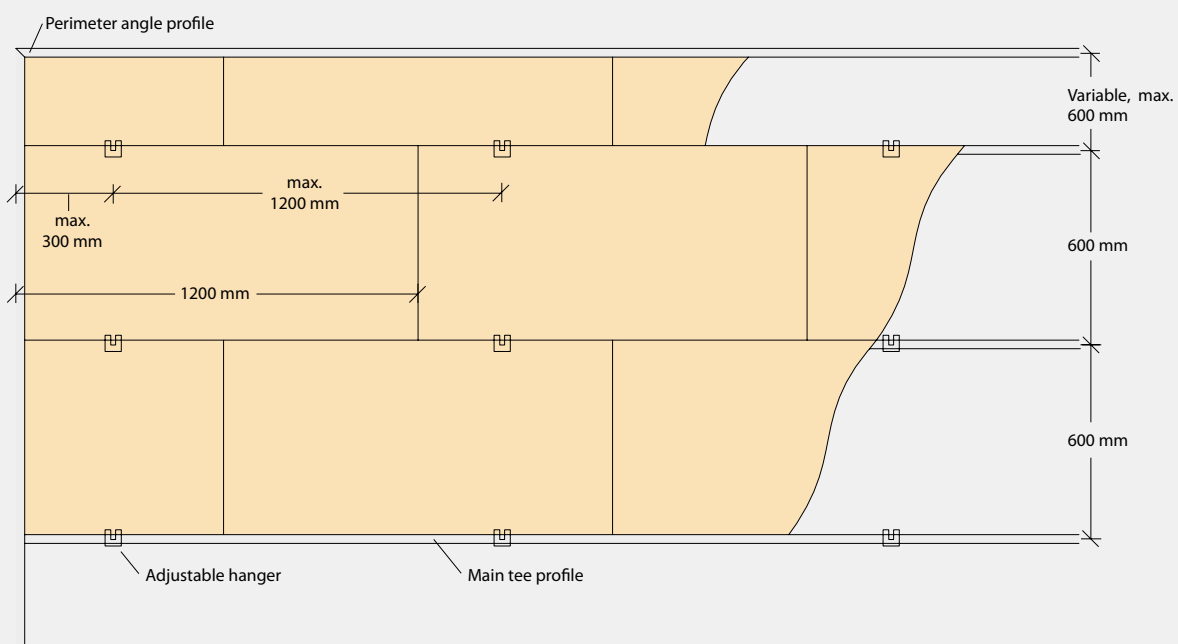 Perimeter angle profile
Variable, max.
600 mm
max.
1200 mm
max.
300 mm
600 mm
1200 mm
600 mm
Adjustable hanger
Main tee profile